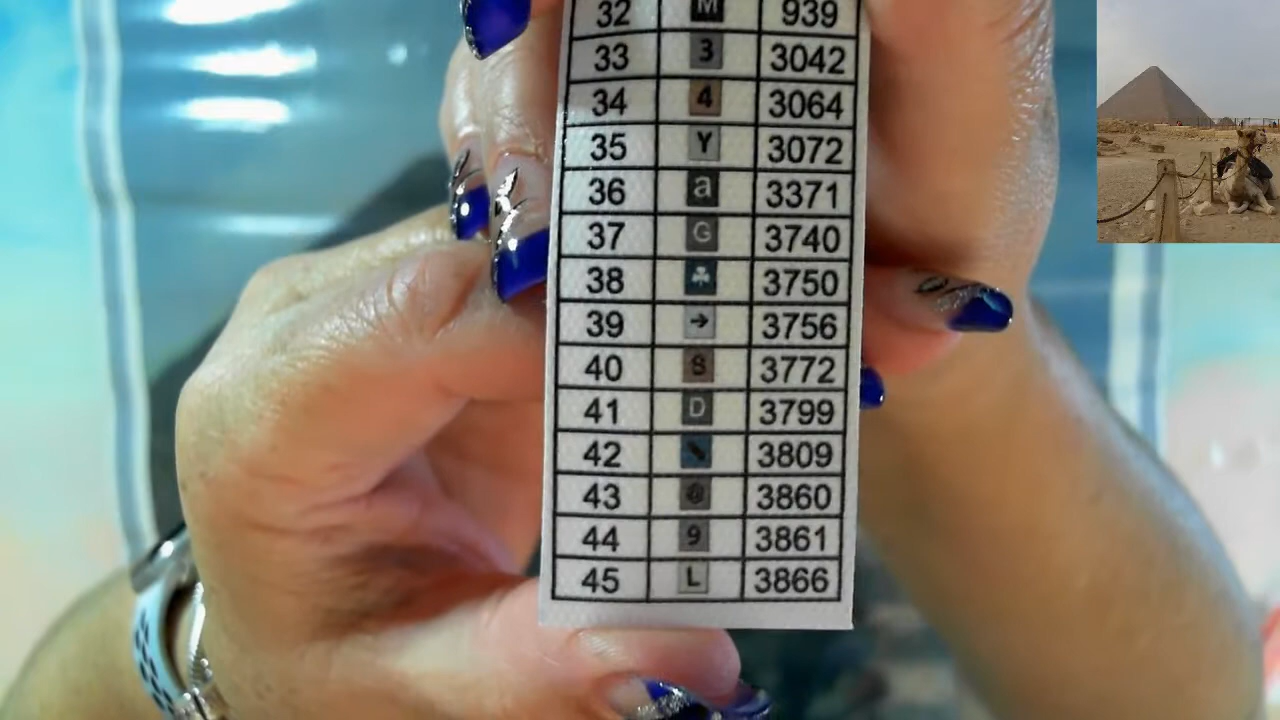 32 M 939
33 3 3042
34 4 3064
35 Y 3072
36 a 3371
37 G 3740
38 ☘ 3750
39 → 3756
40 S 3772
41 D 3799
42 3809
43 @ 3860
44 9 3861
45 L 3866